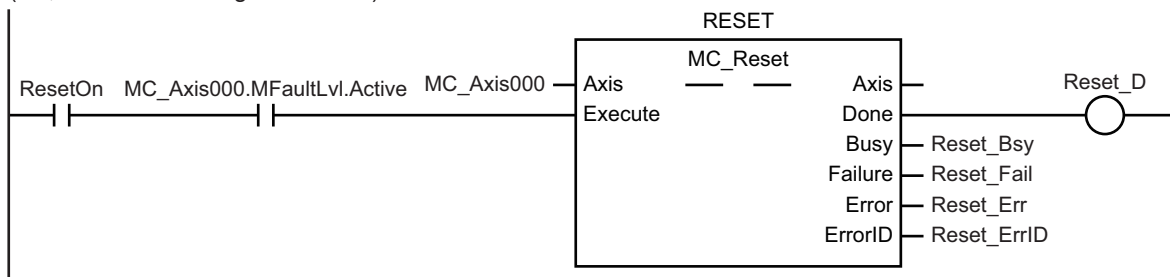 RESET
MC_Reset
ResetOn MC_Axis000.MFaultLvl.Active MC_Axis000 Axis Axis Reset_D
Execute Done
Busy Reset_Bsy
Failure Reset_Fail
Error Reset_Err
ErrorID Reset_ErrID